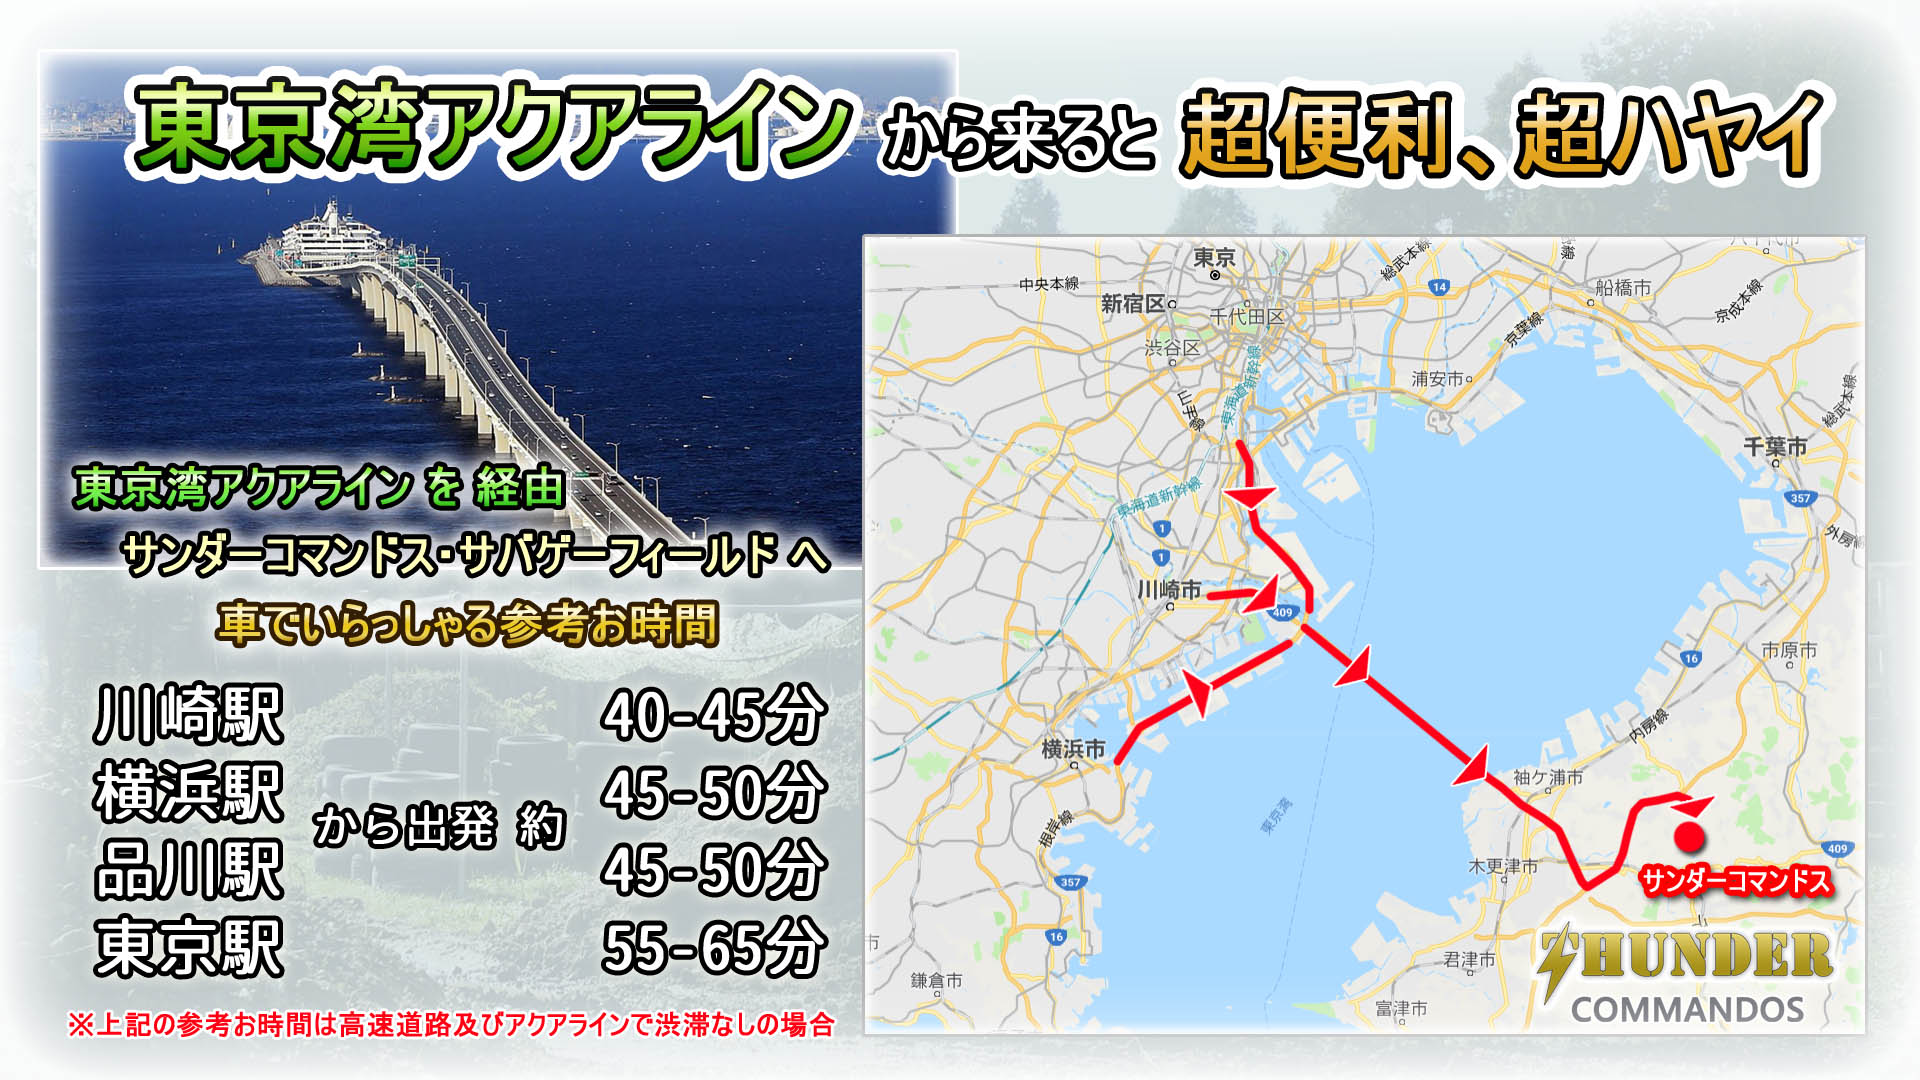 東京湾アクアライン から来ると 超便利、超ハヤイ
東京湾アクアライン を 経由
サンダーコマンドス・サバゲーフィールド へ
車でいらっしゃる参考お時間
川崎駅 40-45分
横浜駅 45-50分
から出発 約
品川駅 45-50分
東京駅 55-65分
※上記の参考お時間は高速道路及びアクアラインで渋滞なしの場合
東京
中央本線
総武本線
船橋市
14
新宿区
千代田区
京葉線
京成本線
渋谷区
東海道新幹線
浦安市
山手線
総武本線
千葉市
357
東海道新幹線
1
1
外房線
川崎市
409
市原市
16
内房線
横浜市
袖ケ浦市
東京湾
根岸線
木更津市
409
サンダーコマンドス
357
16
君津市
鎌倉市
富津市
THUNDER
COMMANDOS